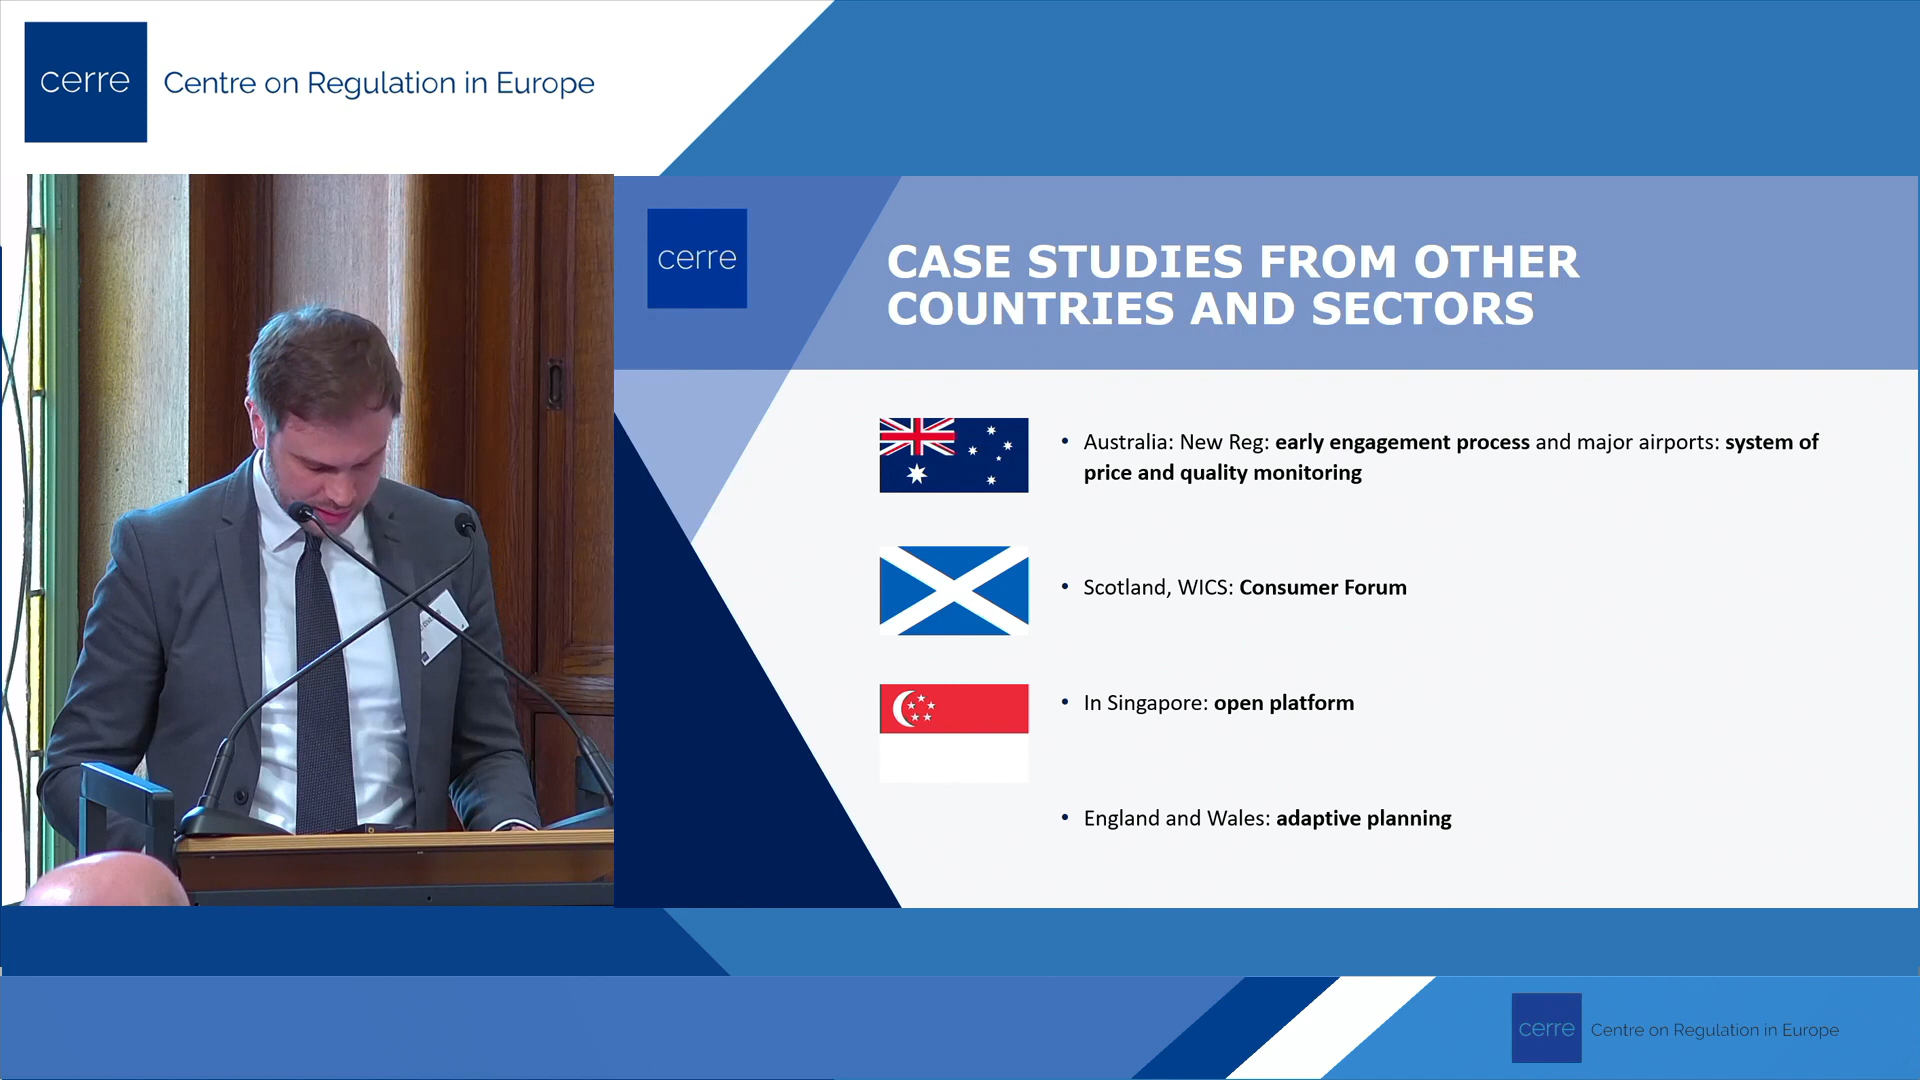 cerre Centre on Regulation in Europe
cerre
CASE STUDIES FROM OTHER
COUNTRIES AND SECTORS
• Australia: New Reg: early engagement process and major airports: system of
price and quality monitoring
• Scotland, WICS: Consumer Forum
• In Singapore: open platform
• England and Wales: adaptive planning
cerre Centre on Regulation in Europe